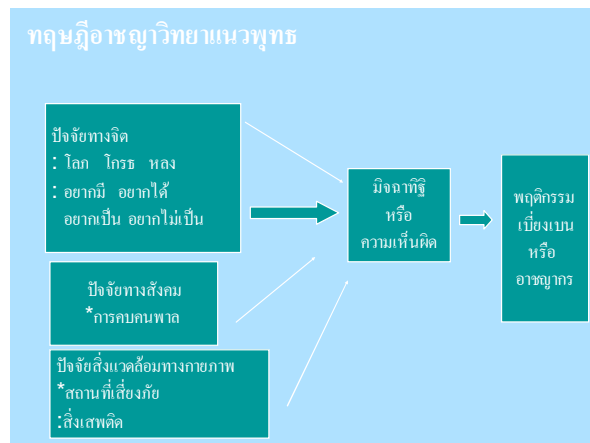 ทฤษฎีอาชญาวิทยาแนวพุทธ
ปัจจัยทางจิต
: โลภ โกรธ หลง
: อยากมี อยากได้
อยากเป็น อยากไม่เป็น
มิจฉาทิฐิ
หรือ
ความเห็นผิด
พฤติกรรม
เบี่ยงเบน
หรือ
อาชญากร
ปัจจัยทางสังคม
*การคบคนพาล
ปัจจัยสิ่งแวดล้อมทางกายภาพ
*สถานที่เสี่ยงภัย
:สิ่งเสพติด